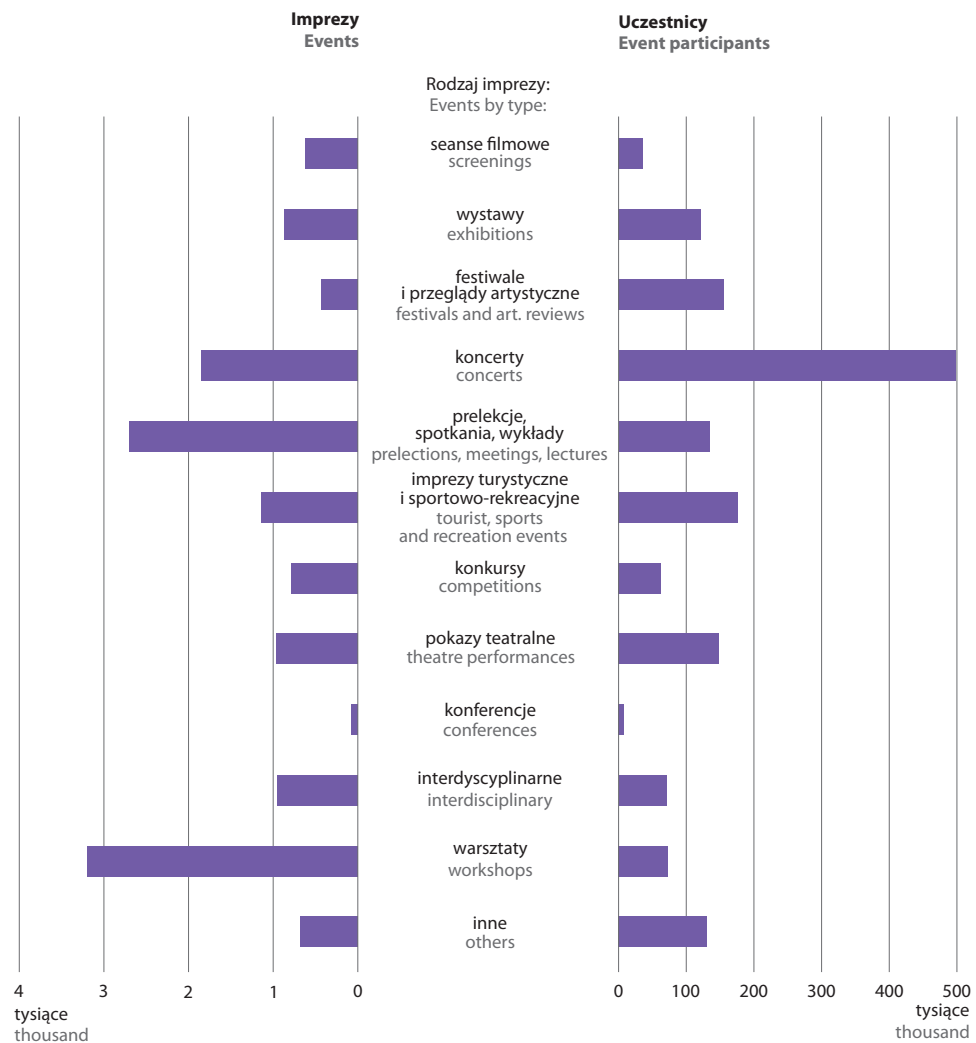 Imprezy
Events
Uczestnicy
Event participants
Rodzaj imprezy:
Events by type:
seanse filmowe
screenings
wystawy
exhibitions
festiwale
i przeglądy artystyczne
festivals and art. reviews
koncerty
concerts
prelekcje,
spotkania, wykłady
prelections, meetings, lectures
imprezy turystyczne
i sportowo-rekreacyjne
tourist, sports
and recreation events
konkursy
competitions
pokazy teatralne
theatre performances
konferencje
conferences
interdyscyplinarne
interdisciplinary
warsztaty
workshops
inne
others
4 3 2 1 0
tysiące
thousand
0 100 200 300 400 500
tysiące
thousand